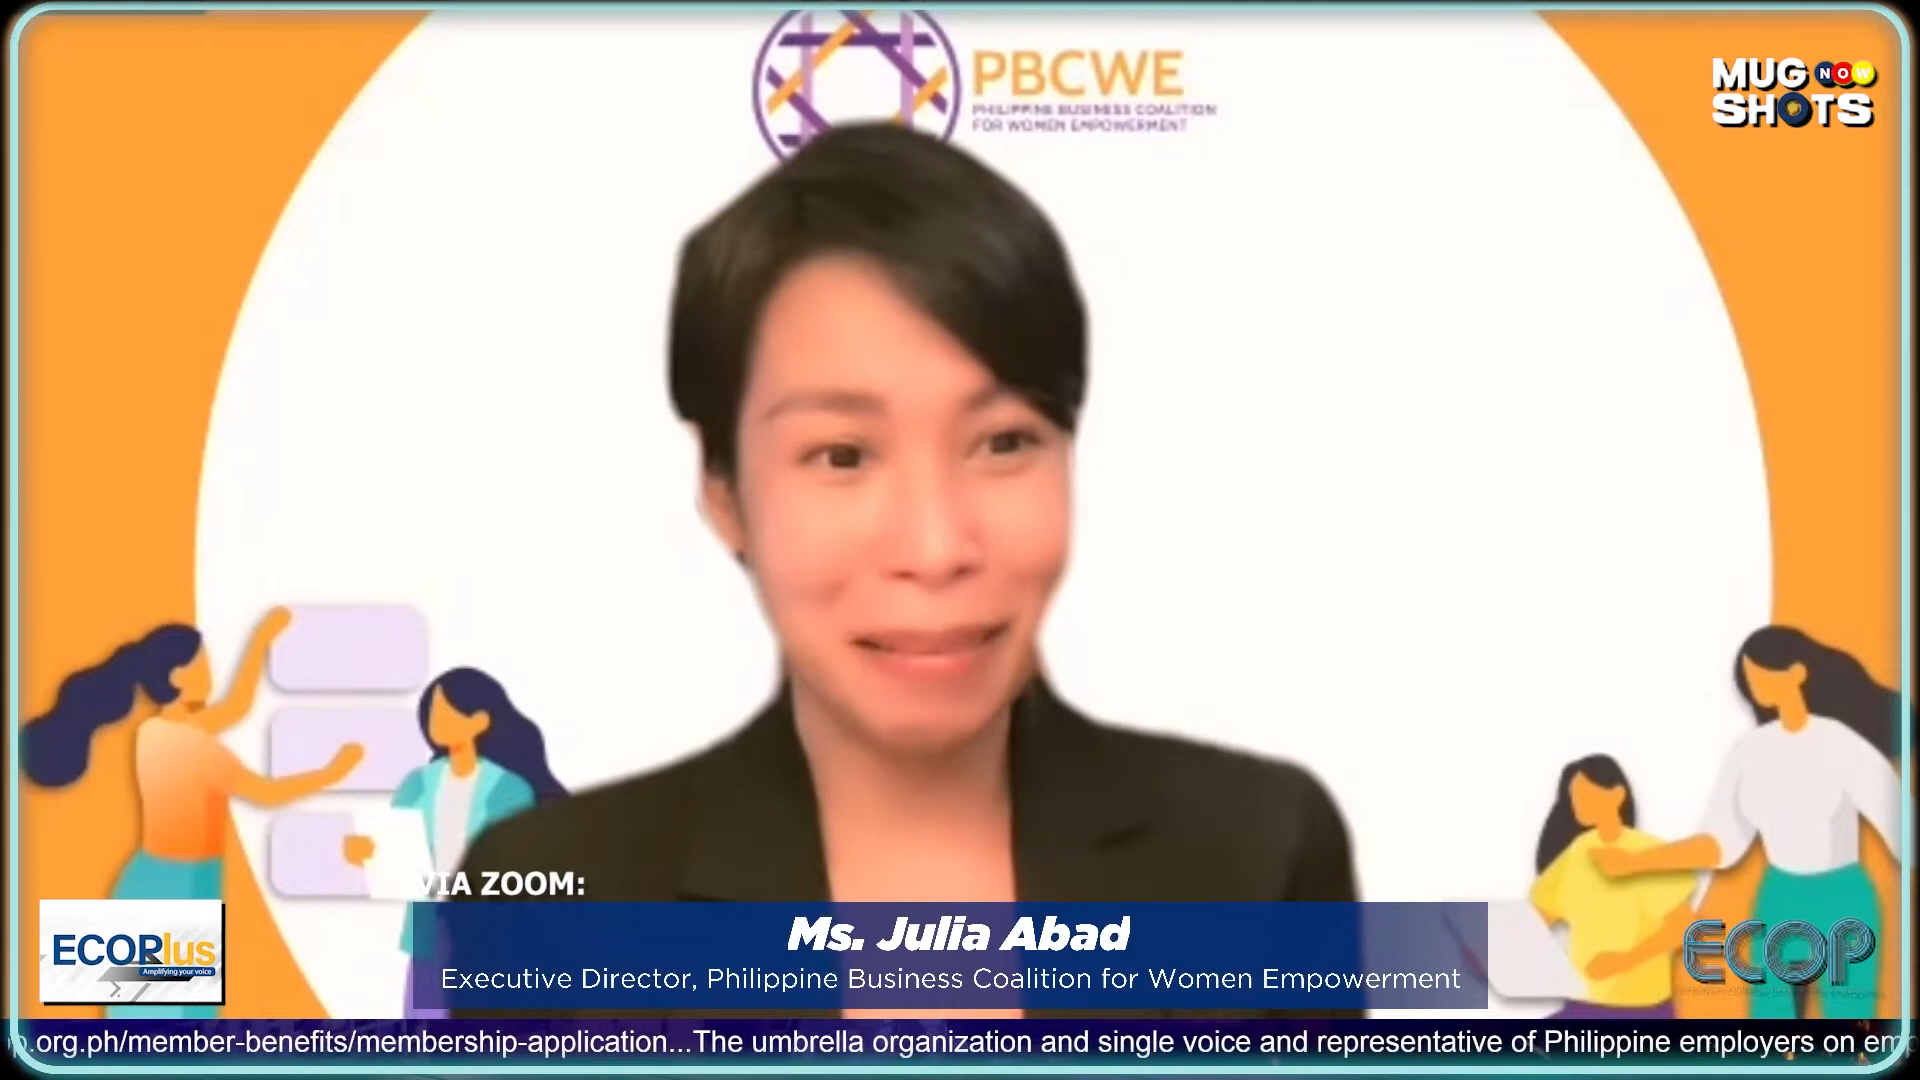 PBCWE
PHILIPPINE BUSINESS COALITION
FOR WOMEN EMPOWERMENT
MUG NOW
SHOTS
VIA ZOOM:
Ms. Julia Abad
Executive Director, Philippine Business Coalition for Women Empowerment
ECOPlus
Amplifying your voice
ECOP
.org.ph/member-benefits/membership-application...The umbrella organization and single voice and representative of Philippine employers on